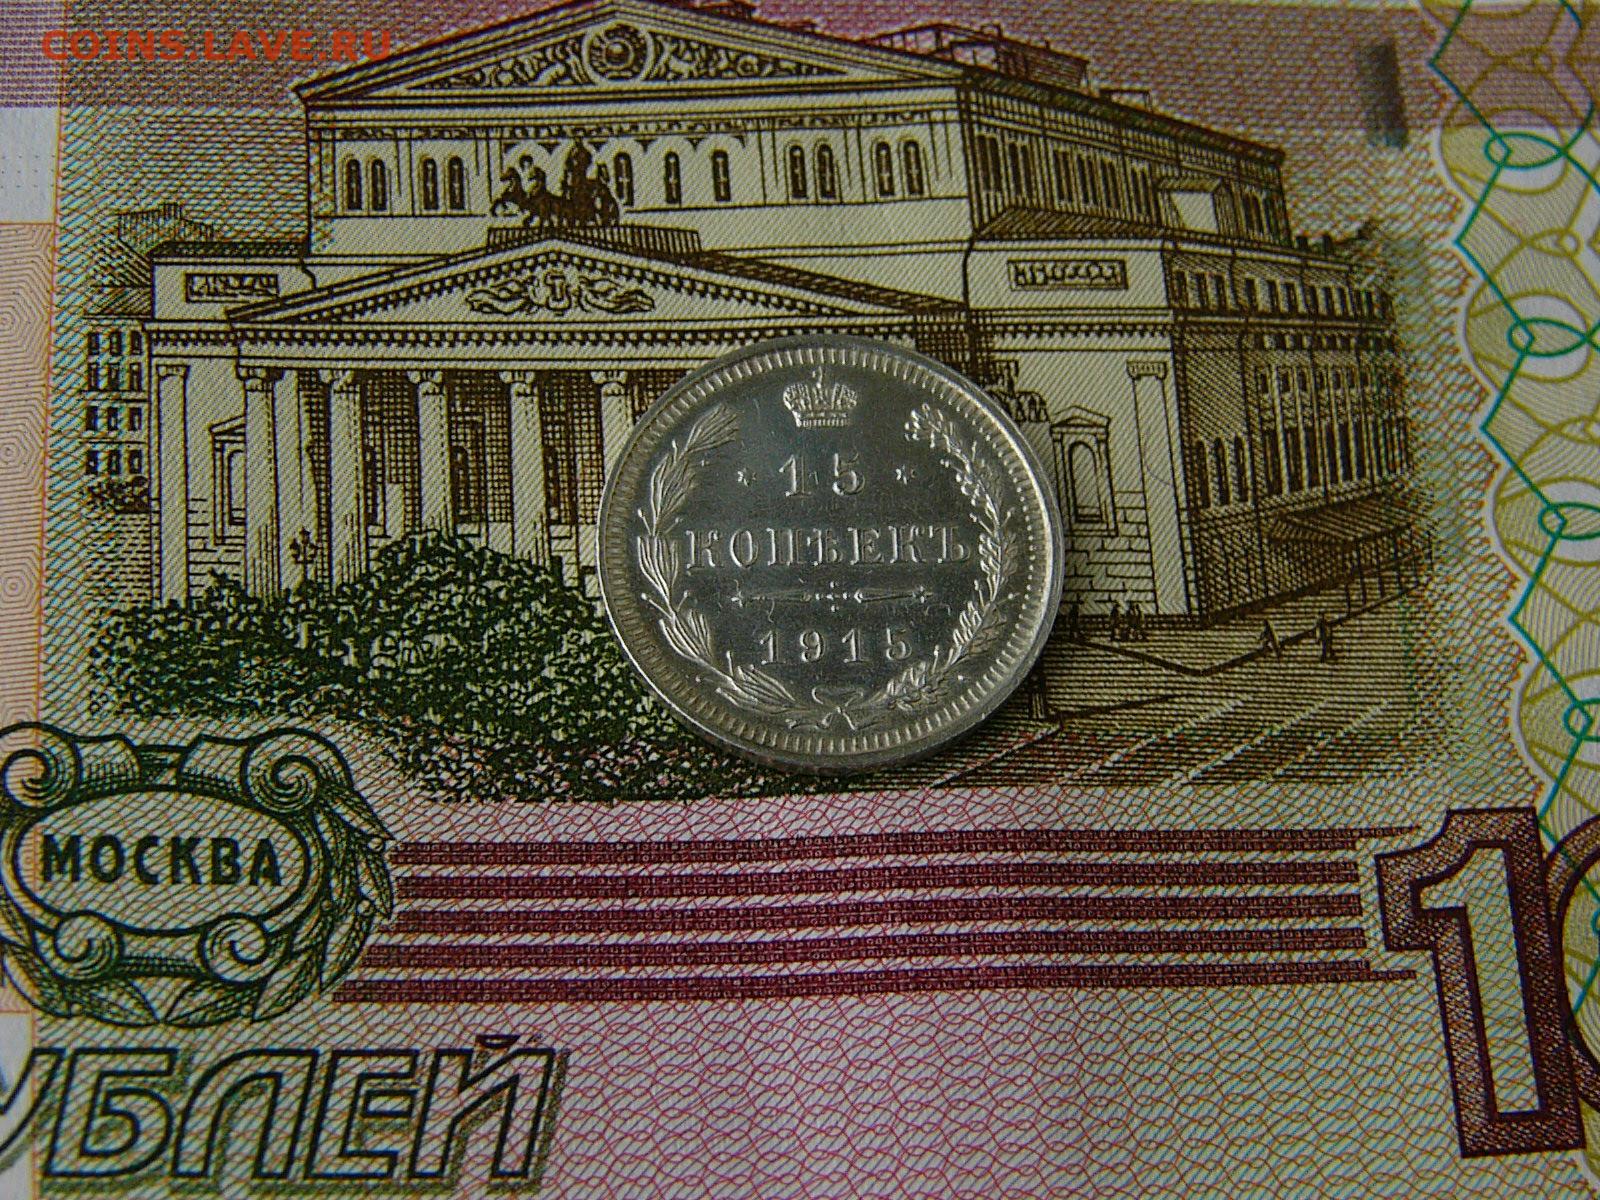 COINS.LAVE.RU
15
КОПѢЕКЪ
1915
МОСКВА
1
УБЛЕЙ